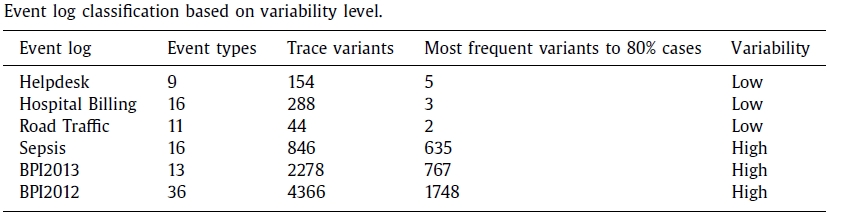 Event log classification based on variability level.
Event log Event types Trace variants Most frequent variants to 80% cases Variability
Helpdesk 9 154 5 Low
Hospital Billing 16 288 3 Low
Road Traffic 11 44 2 Low
Sepsis 16 846 635 High
BPI2013 13 2278 767 High
BPI2012 36 4366 1748 High